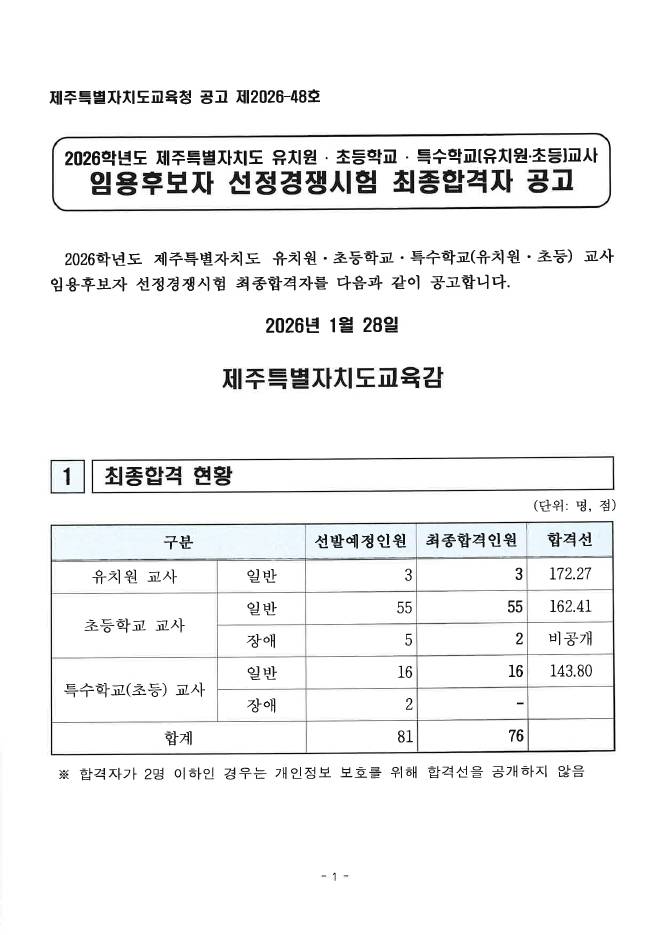 제주특별자치도교육청 공고 제2026-48호
2026학년도 제주특별자치도 유치원 · 초등학교 · 특수학교(유치원·초등)교사
임용후보자 선정경쟁시험 최종합격자 공고
2026학년도 제주특별자치도 유치원·초등학교·특수학교(유치원·초등) 교사
임용후보자 선정경쟁시험 최종합격자를 다음과 같이 공고합니다.
2026년 1월 28일
제주특별자치도교육감
1 최종합격 현황
(단위: 명, 점)
구분 선발예정인원 최종합격인원 합격선
유치원 교사 일반 3 3 172.27
초등학교 교사 일반 55 55 162.41
장애 5 2 비공개
특수학교(초등) 교사 일반 16 16 143.80
장애 2 -
합계 81 76
※ 합격자가 2명 이하인 경우는 개인정보 보호를 위해 합격선을 공개하지 않음
- 1 -